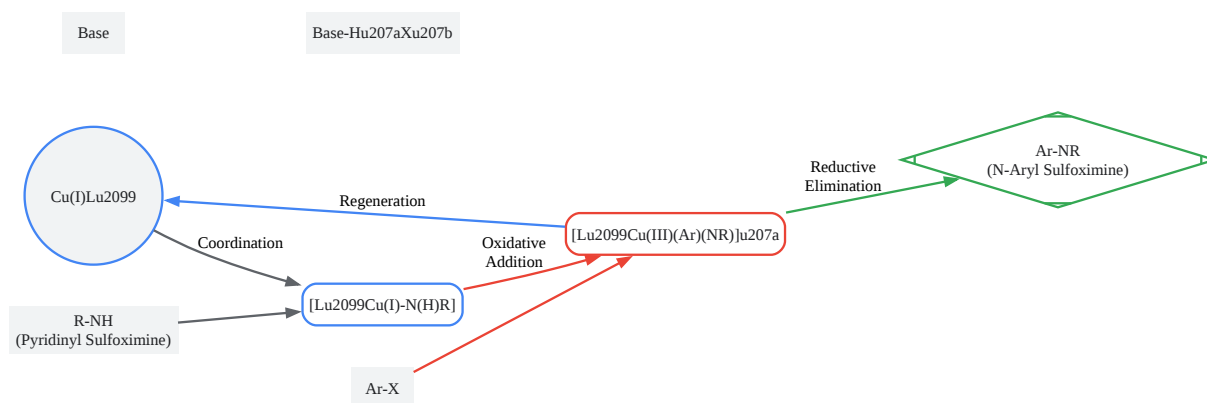 Base
Base-Hu207aXu207b
Cu(I)Lu2099
Regeneration
Coordination
R-NH
(Pyridinyl Sulfoximine)
[Lu2099Cu(I)-N(H)R]
Oxidative
Addition
Ar-X
[Lu2099Cu(III)(Ar)(NR)]u207a
Reductive
Elimination
Ar-NR
(N-Aryl Sulfoximine)